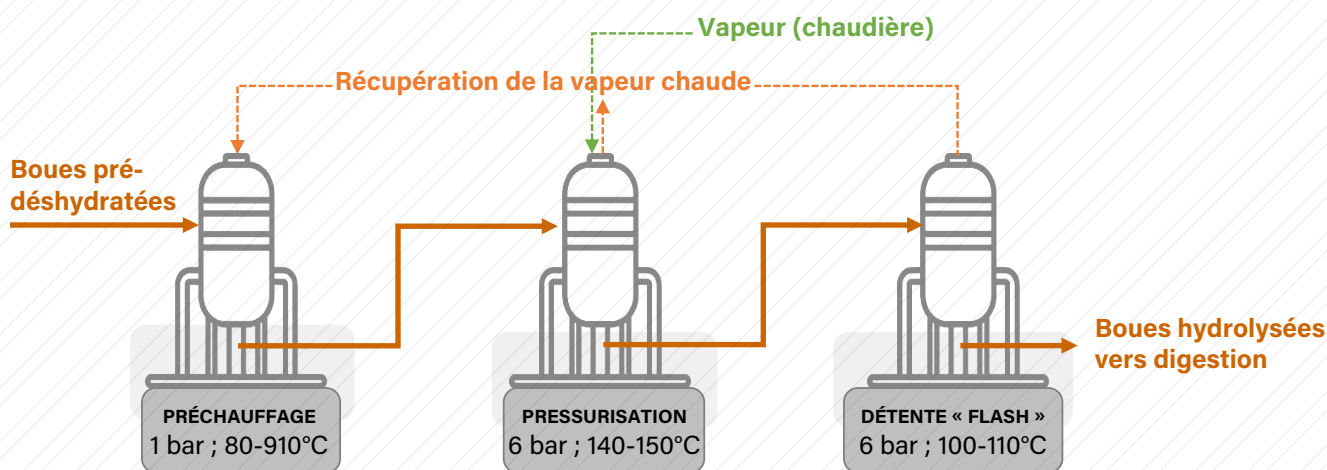 Vapeur (chaudière)
Récupération de la vapeur chaude
Boues pré-
déshydratées
Boues hydrolysées
vers digestion
PRÉCHAUFFAGE
1 bar ; 80-910°C
PRESSURISATION
6 bar ; 140-150°C
DÉTENTE « FLASH »
6 bar ; 100-110°C